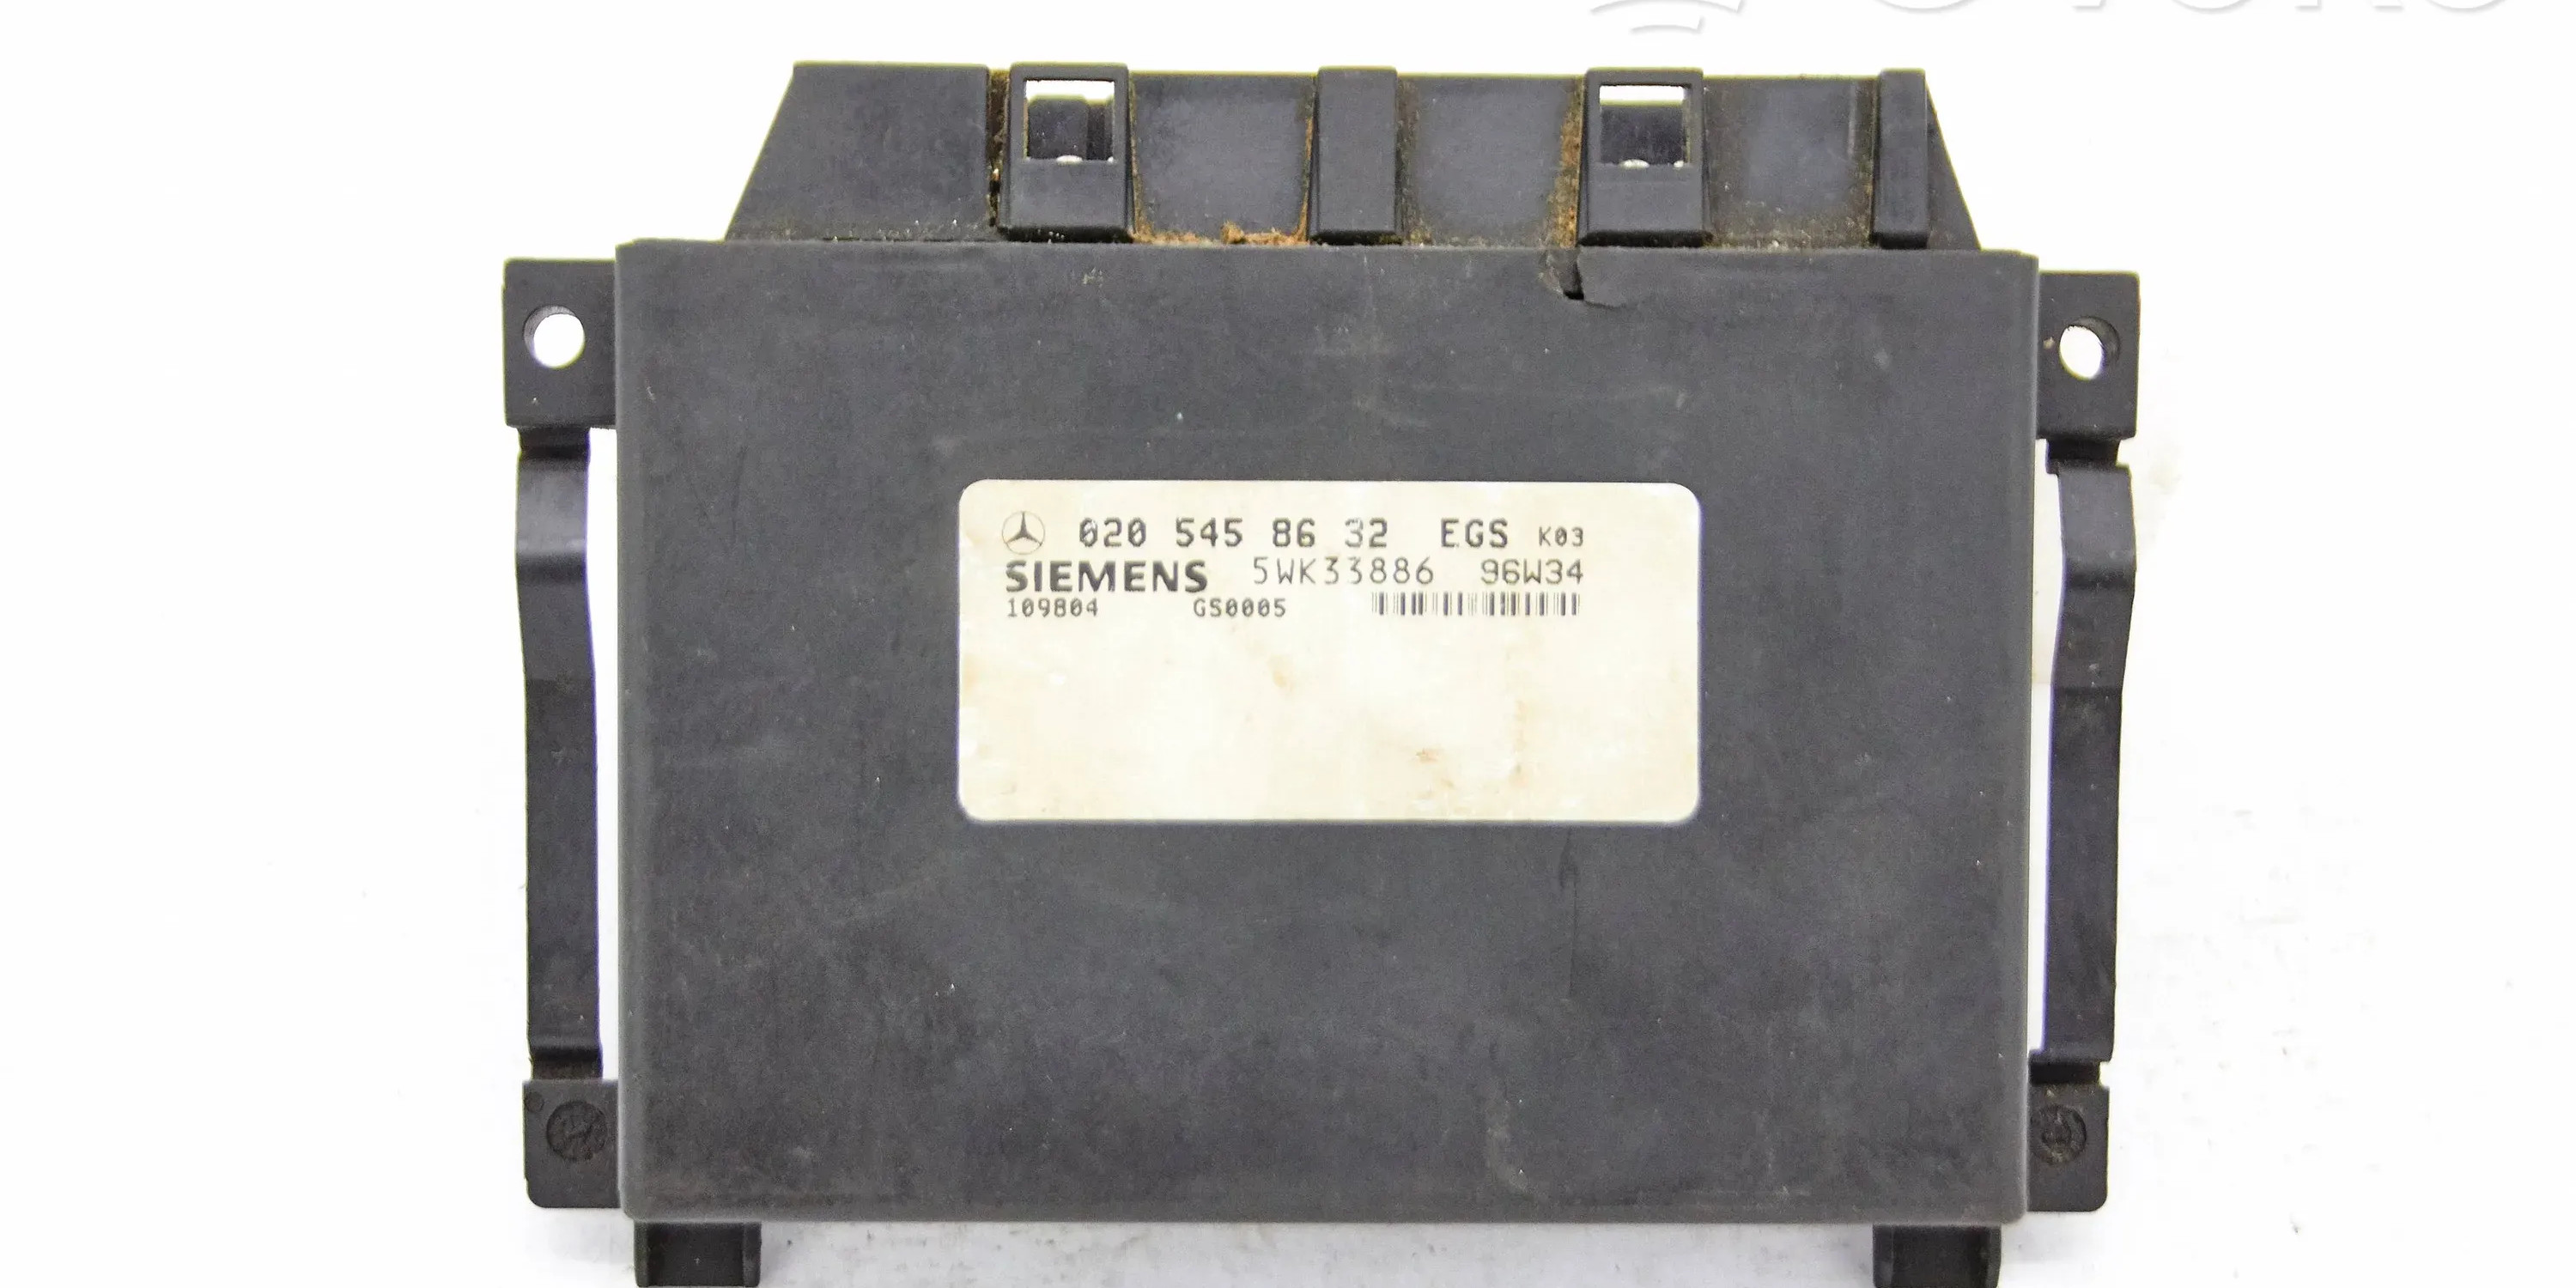 020 545 86 32 EGS K03
SIEMENS 5WK33886 96W34
109804 GS0005